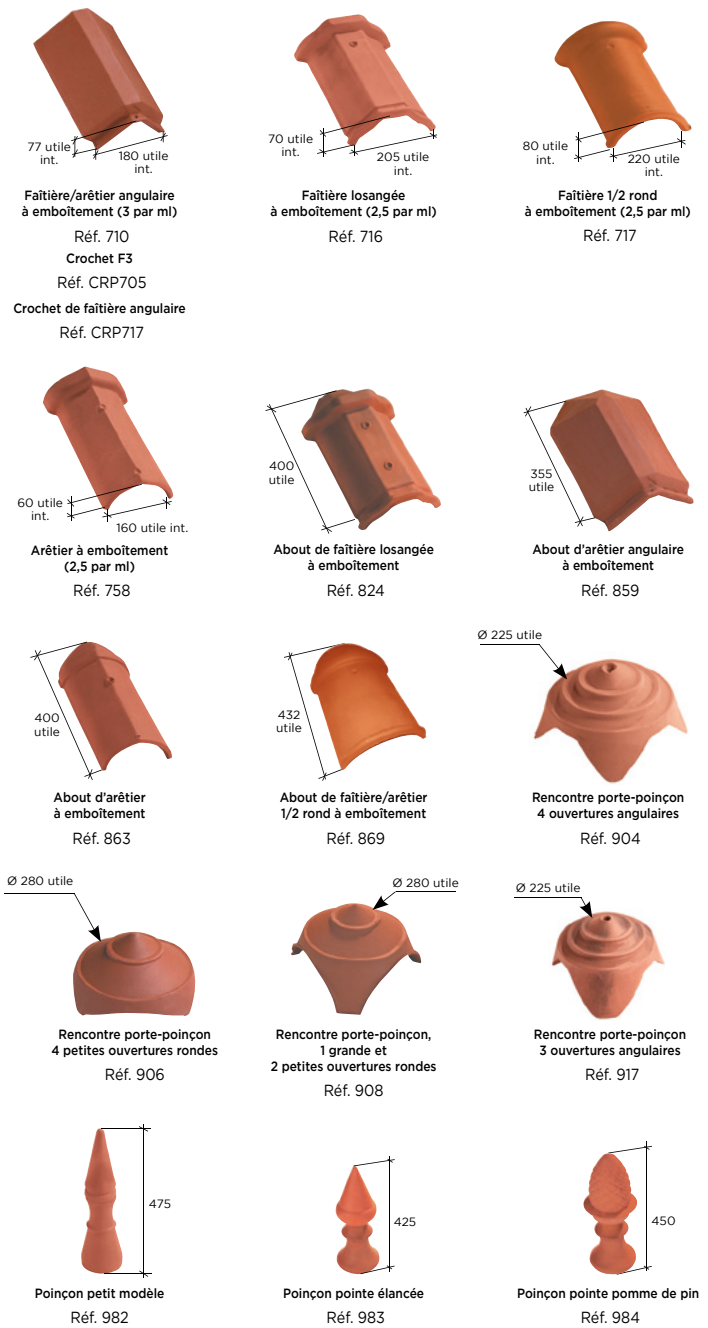 77 utile
int.
180 utile
int.
Faîtière/arêtier angulaire
à emboîtement (3 par ml)
Réf. 710
Crochet F3
Réf. CRP705
Crochet de faîtière angulaire
Réf. CRP717
70 utile
int.
205 utile
int.
Faîtière losangée
à emboîtement (2,5 par ml)
Réf. 716
80 utile
int.
220 utile
int.
Faîtière 1/2 rond
à emboîtement (2,5 par ml)
Réf. 717
60 utile
int.
160 utile int.
Arêtier à emboîtement
(2,5 par ml)
Réf. 758
400
utile
About de faîtière losangée
à emboîtement
Réf. 824
355
utile
About d'arêtier angulaire
à emboîtement
Réf. 859
400
utile
About d'arêtier
à emboîtement
Réf. 863
432
utile
About de faîtière/arêtier
1/2 rond à emboîtement
Réf. 869
Ø 225 utile
Rencontre porte-poinçon
4 ouvertures angulaires
Réf. 904
Ø 280 utile
Rencontre porte-poinçon
4 petites ouvertures rondes
Réf. 906
Ø 280 utile
Rencontre porte-poinçon,
1 grande et
2 petites ouvertures rondes
Réf. 908
Ø 225 utile
Rencontre porte-poinçon
3 ouvertures angulaires
Réf. 917
475
Poinçon petit modèle
Réf. 982
425
Poinçon pointe élancée
Réf. 983
450
Poinçon pointe pomme de pin
Réf. 984